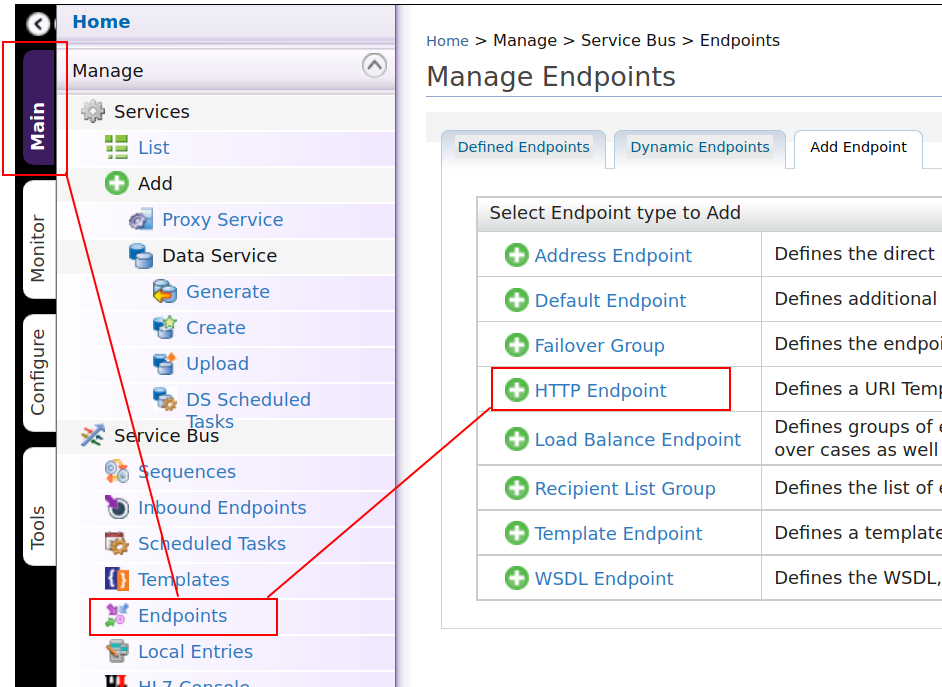 Home
Manage
Main
Monitor
Configure
Tools
Services
List
Add
Proxy Service
Data Service
Generate
Create
Upload
DS Scheduled
Tasks
Service Bus
Sequences
Inbound Endpoints
Scheduled Tasks
Templates
Endpoints
Local Entries
HL7 Console
Home > Manage > Service Bus > Endpoints
Manage Endpoints
Defined Endpoints Dynamic Endpoints Add Endpoint
Select Endpoint type to Add
Address Endpoint Defines the direct
Default Endpoint Defines additional
Failover Group Defines the endpoi
HTTP Endpoint Defines a URI Temp
Load Balance Endpoint Defines groups of e
over cases as well
Recipient List Group Defines the list of e
Template Endpoint Defines a template
WSDL Endpoint Defines the WSDL,